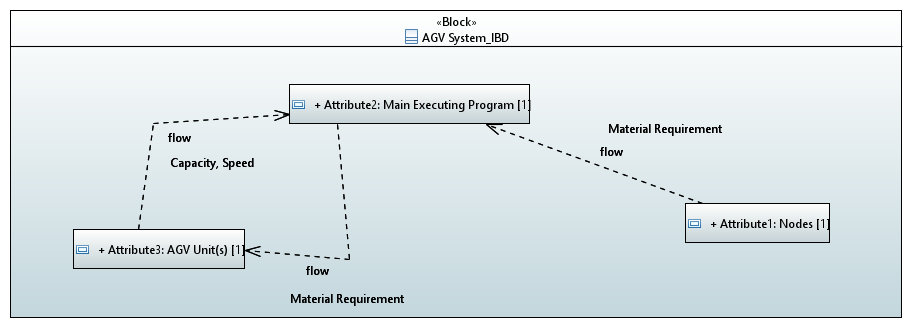 «Block»
AGV System_IBD
+ Attribute2: Main Executing Program [1]
flow
Capacity, Speed
Material Requirement
flow
+ Attribute1: Nodes [1]
+ Attribute3: AGV Unit(s) [1]
flow
Material Requirement